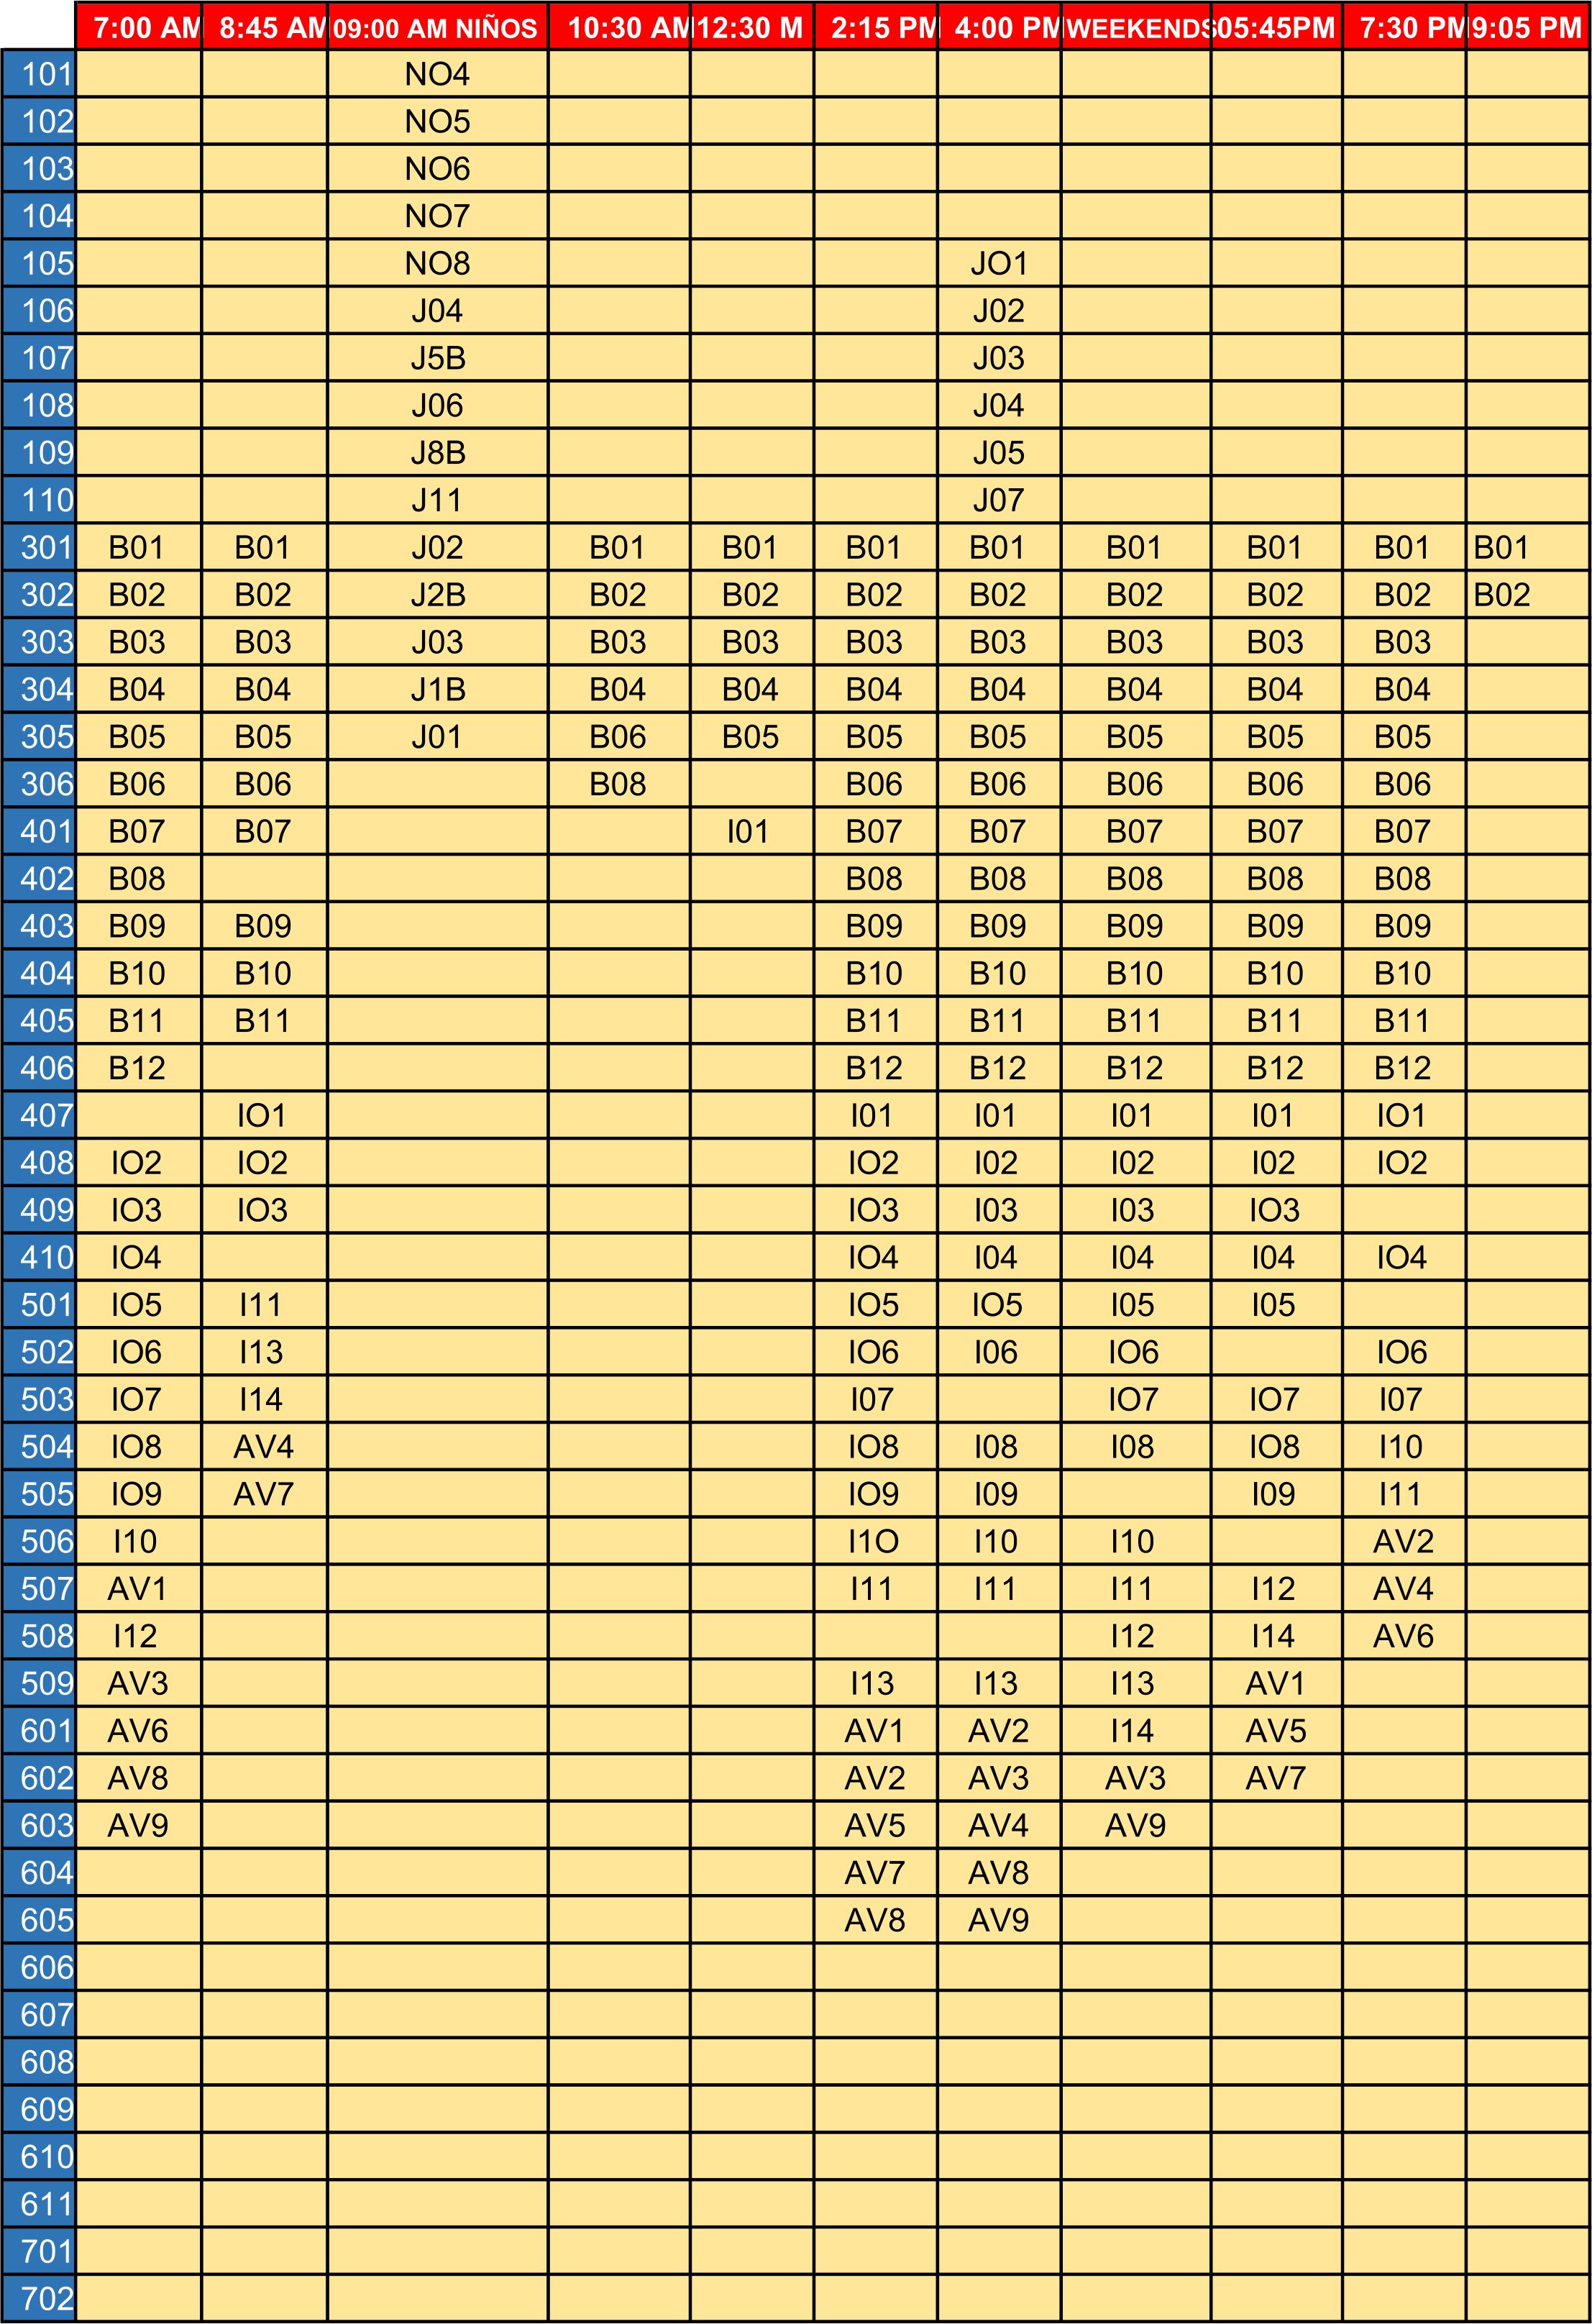 7:00 AM 8:45 AM 09:00 AM NIÑOS 10:30 AM 12:30 M 2:15 PM 4:00 PM WEEKENDS 05:45PM 7:30 PM 9:05 PM
101 NO4
102 NO5
103 NO6
104 NO7
105 NO8 JO1
106 J04 J02
107 J5B J03
108 J06 J04
109 J8B J05
110 J11 J07
301 B01 B01 J02 B01 B01 B01 B01 B01 B01 B01 B01
302 B02 B02 J2B B02 B02 B02 B02 B02 B02 B02 B02
303 B03 B03 J03 B03 B03 B03 B03 B03 B03 B03
304 B04 B04 J1B B04 B04 B04 B04 B04 B04 B04
305 B05 B05 J01 B06 B05 B05 B05 B05 B05 B05
306 B06 B06 B08 B06 B06 B06 B06 B06
401 B07 B07 I01 B07 B07 B07 B07 B07
402 B08 B08 B08 B08 B08 B08
403 B09 B09 B09 B09 B09 B09 B09
404 B10 B10 B10 B10 B10 B10 B10
405 B11 B11 B11 B11 B11 B11 B11
406 B12 B12 B12 B12 B12 B12
407 IO1 I01 I01 I01 I01 IO1
408 IO2 IO2 IO2 I02 I02 I02 IO2
409 IO3 IO3 IO3 I03 I03 IO3
410 IO4 IO4 I04 I04 I04 IO4
501 IO5 I11 IO5 IO5 I05 I05
502 IO6 I13 IO6 I06 IO6 IO6
503 IO7 I14 I07 IO7 IO7 I07
504 IO8 AV4 IO8 I08 I08 IO8 I10
505 IO9 AV7 IO9 I09 I09 I11
506 I10 I1O I10 I10 AV2
507 AV1 I11 I11 I11 I12 AV4
508 I12 I12 I14 AV6
509 AV3 I13 I13 I13 AV1
601 AV6 AV1 AV2 I14 AV5
602 AV8 AV2 AV3 AV3 AV7
603 AV9 AV5 AV4 AV9
604 AV7 AV8
605 AV8 AV9
606
607
608
609
610
611
701
702